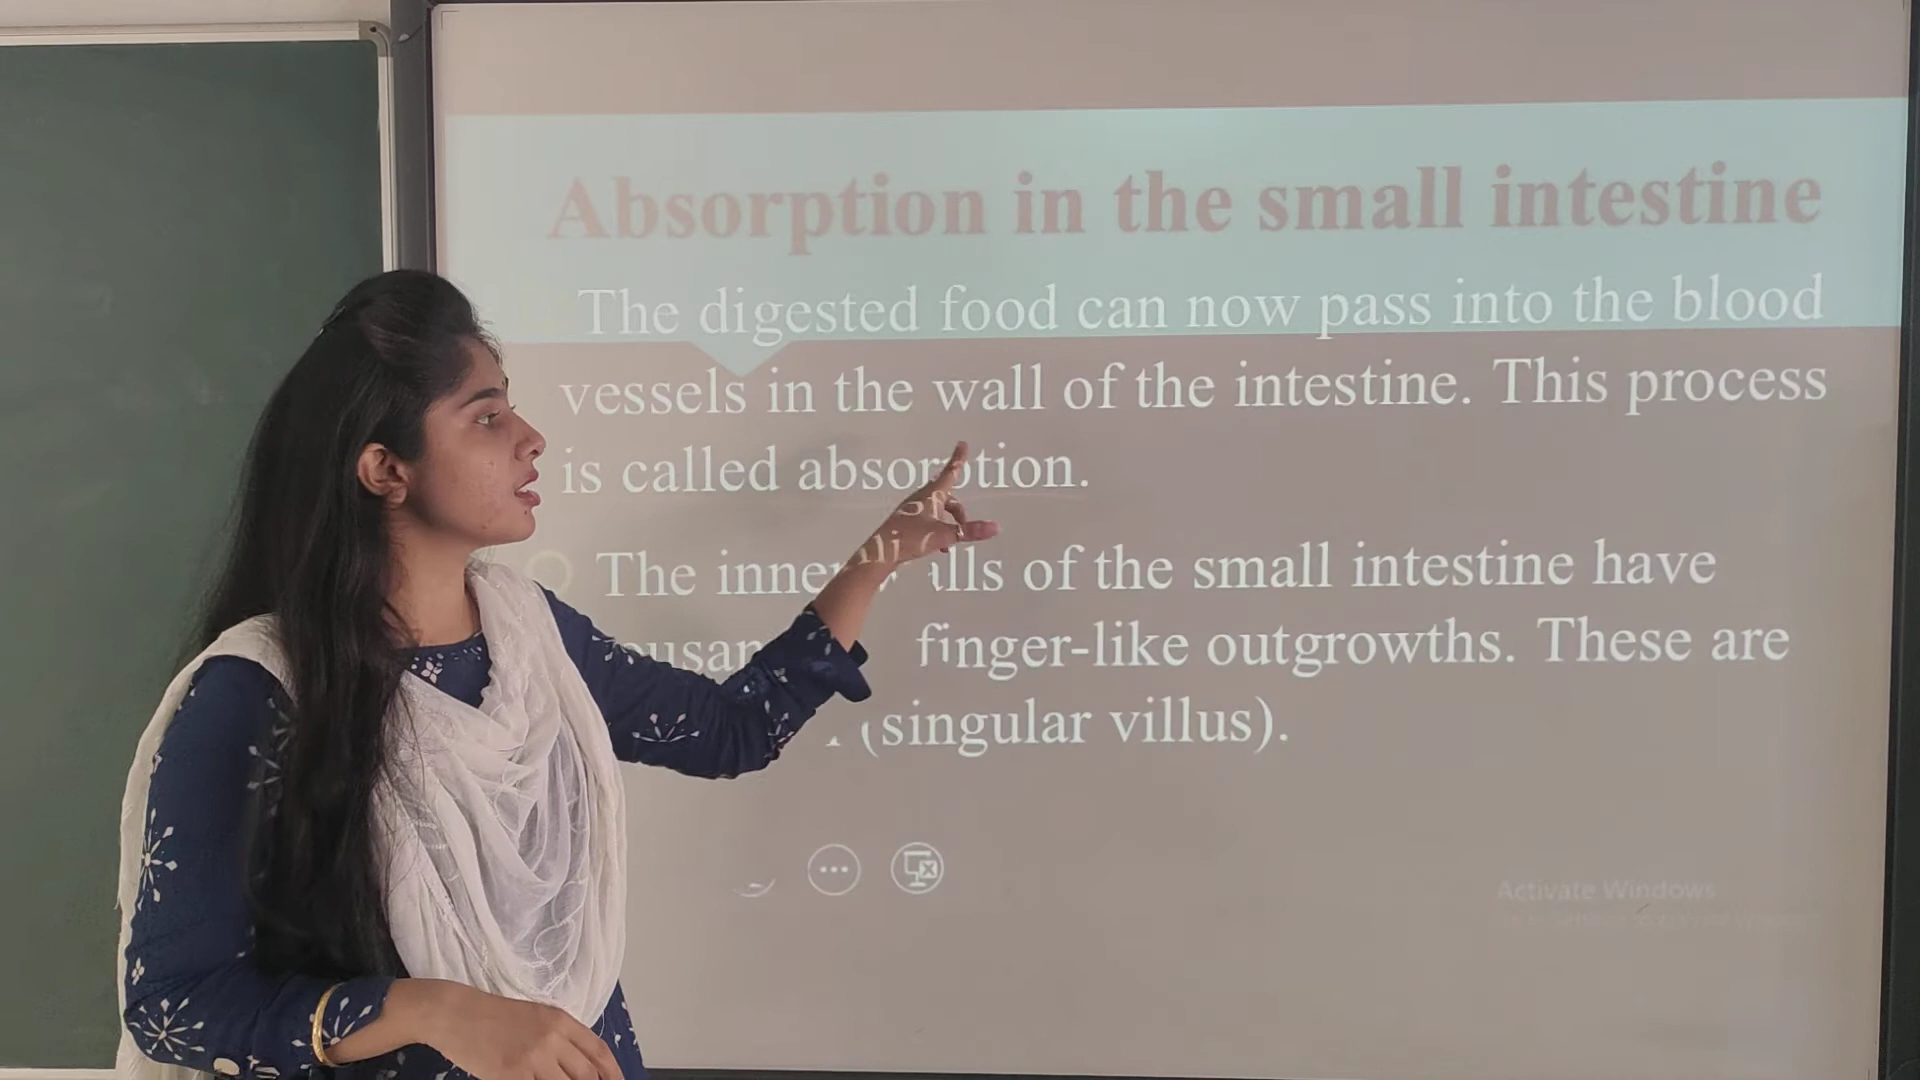 Absorption in the small intestine
The digested food can now pass into the blood
vessels in the wall of the intestine. This process
is called absorption.
The inner of the small intestine have
finger-like outgrowths. These are
(singular villus).
Activate Windows